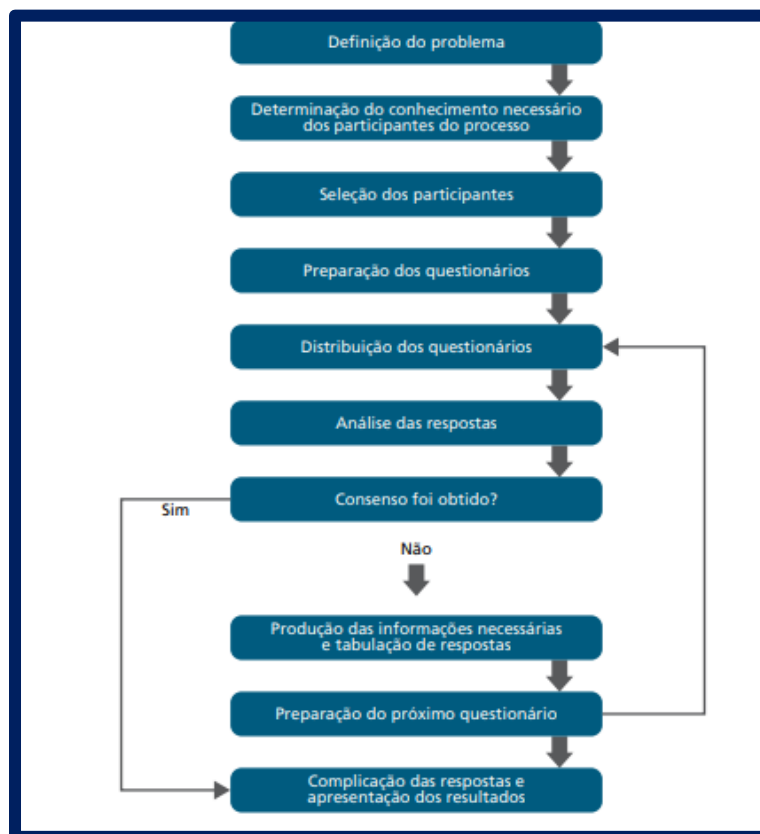 Definição do problema
Determinação do conhecimento necessário
dos participantes do processo
Seleção dos participantes
Preparação dos questionários
Distribuição dos questionários
Análise das respostas
Consenso foi obtido?
Sim
Não
Produção das informações necessárias
e tabulação de respostas
Preparação do próximo questionário
Complicação das respostas e
apresentação dos resultados